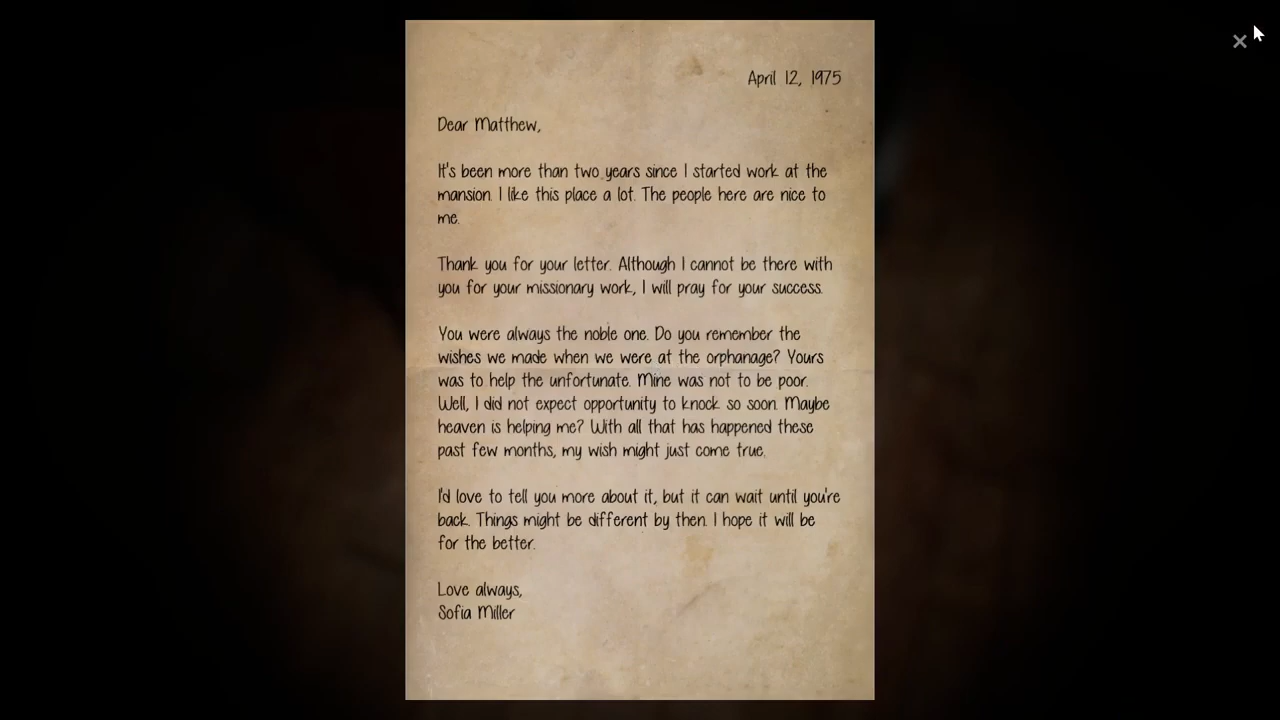 April 12, 1975
Dear Matthew,
It's been more than two years since I started work at the
mansion. I like this place a lot. The people here are nice to
me.
Thank you for your letter. Although I cannot be there with
you for your missionary work, I will pray for your success.
You were always the noble one. Do you remember the
wishes we made when we were at the orphanage? Yours
was to help the unfortunate. Mine was not to be poor.
Well, I did not expect opportunity to knock so soon. Maybe
heaven is helping me? With all that has happened these
past few months, my wish might just come true.
I'd love to tell you more about it, but it can wait until you're
back. Things might be different by then. I hope it will be
for the better.
Love always,
Sofia Miller